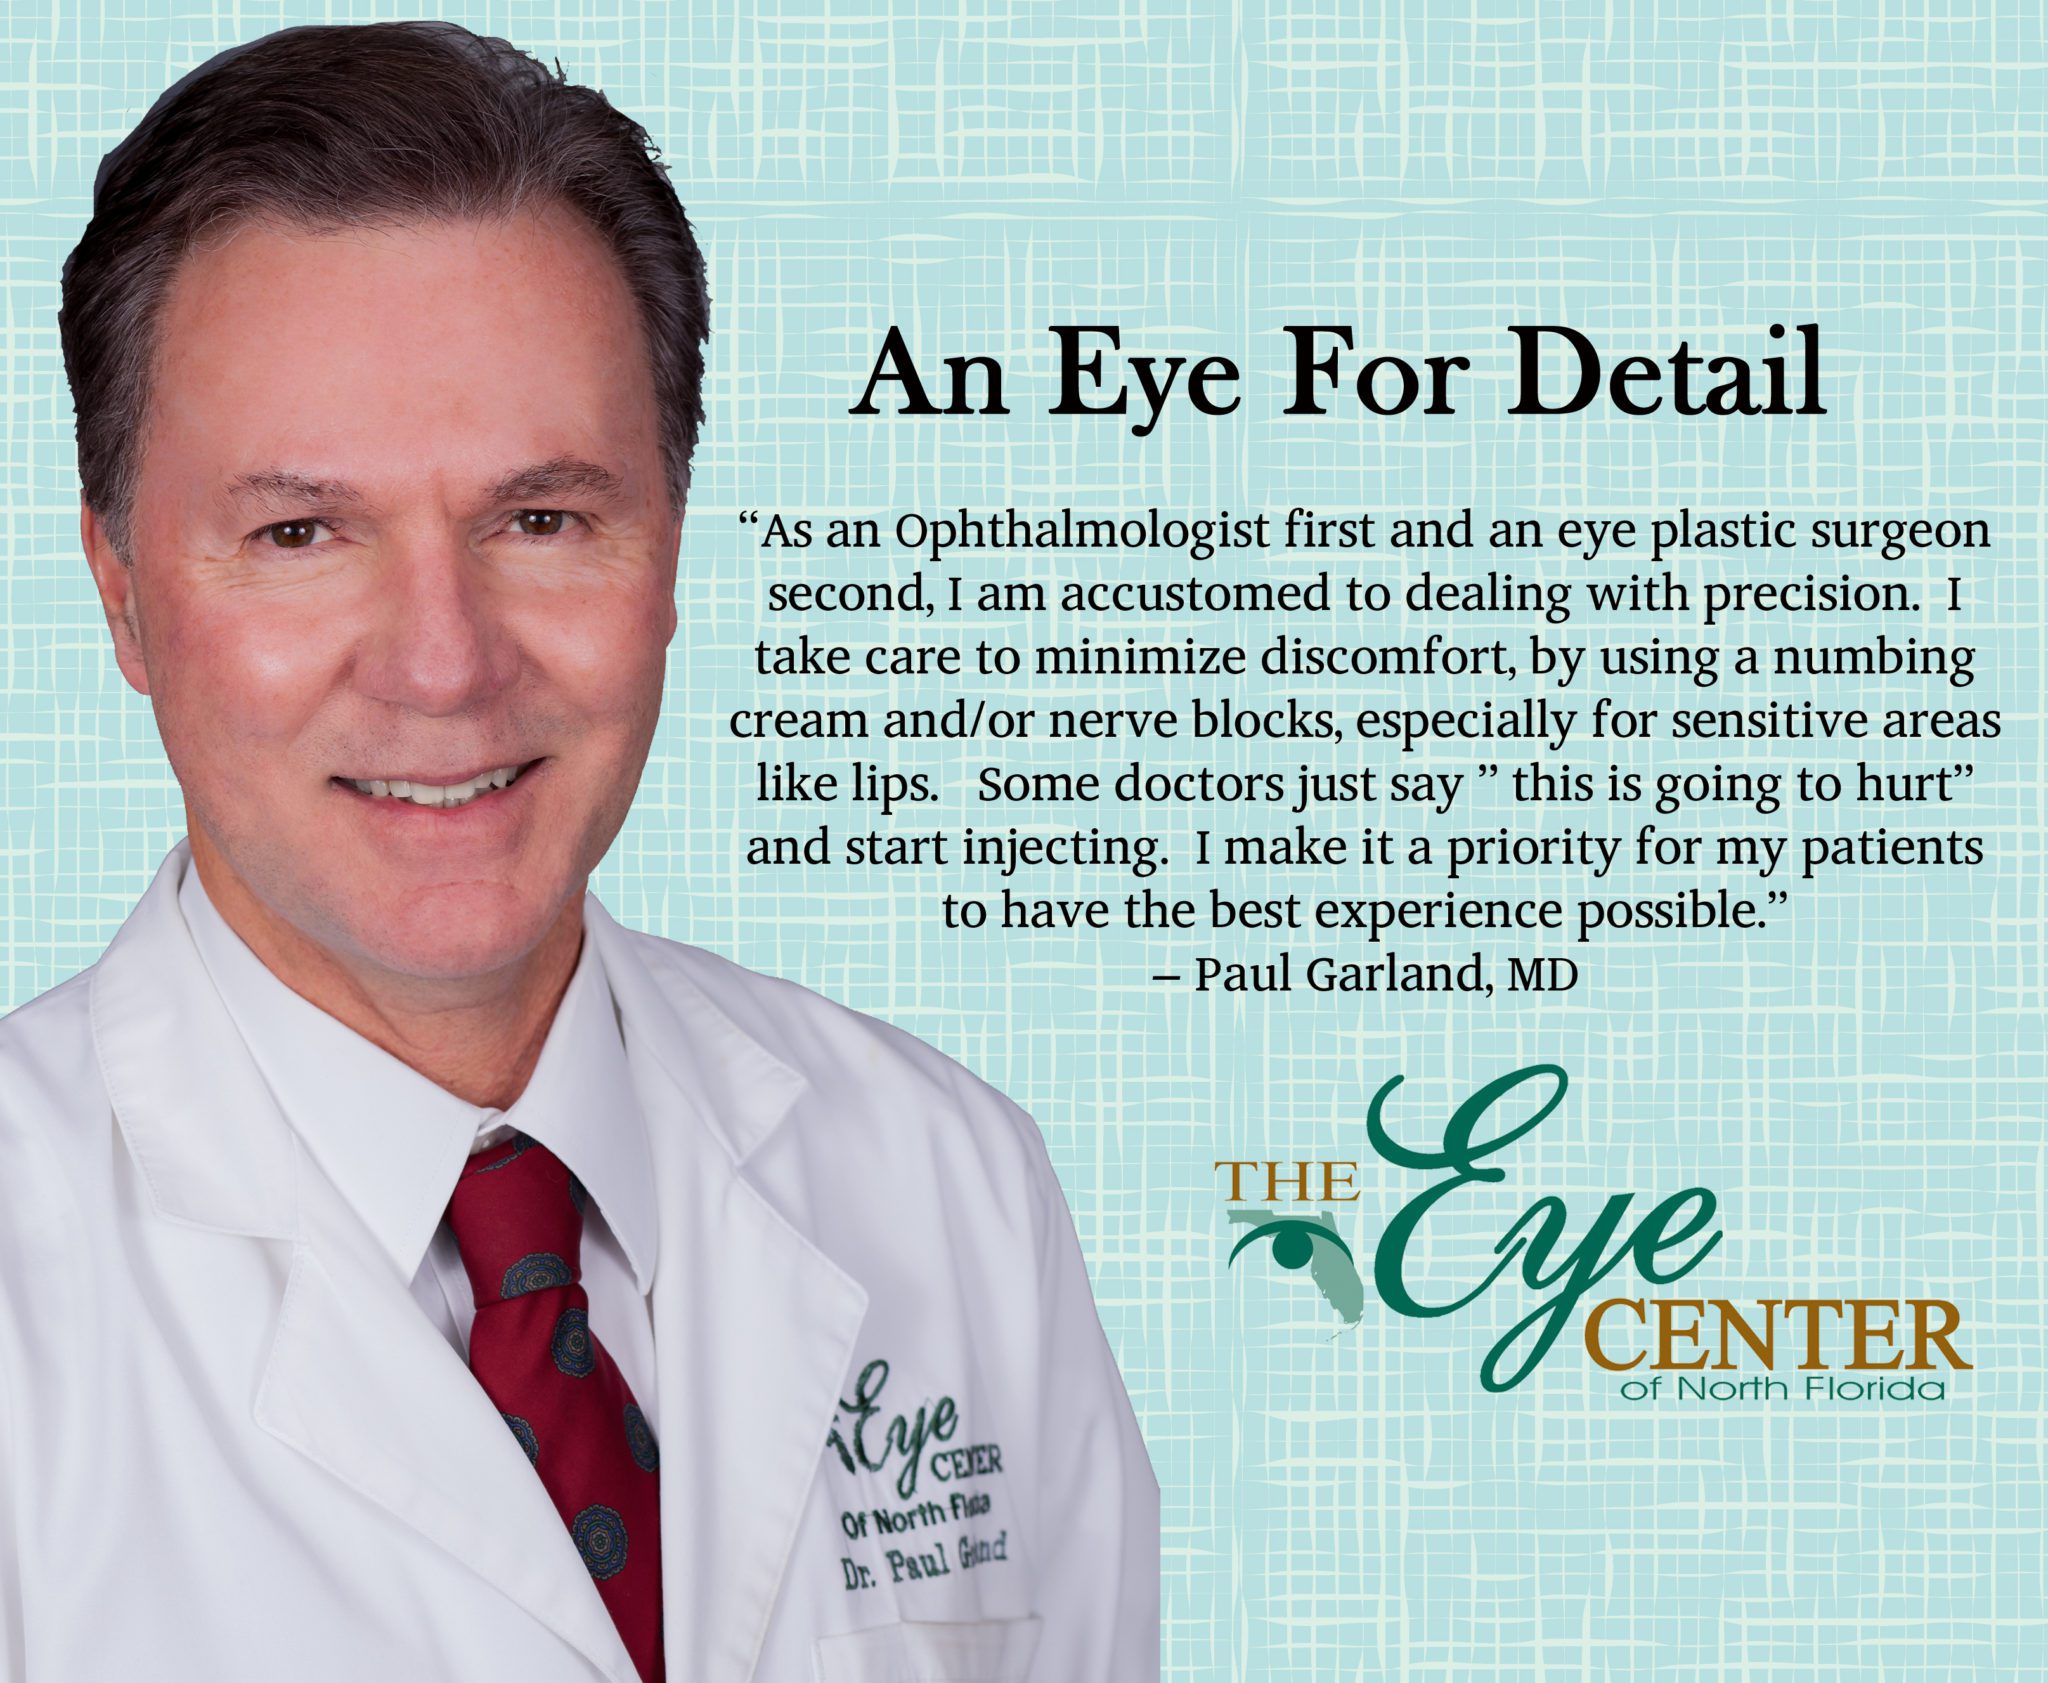 An Eye For Detail
“As an Ophthalmologist first and an eye plastic surgeon
second, I am accustomed to dealing with precision. I
take care to minimize discomfort, by using a numbing
cream and/or nerve blocks, especially for sensitive areas
like lips. Some doctors just say ” this is going to hurt”
and start injecting. I make it a priority for my patients
to have the best experience possible.”
– Paul Garland, MD
THE Eye
CENTER
of North Florida
Eye
CENTER
Of North Florida
Dr. Paul Garland